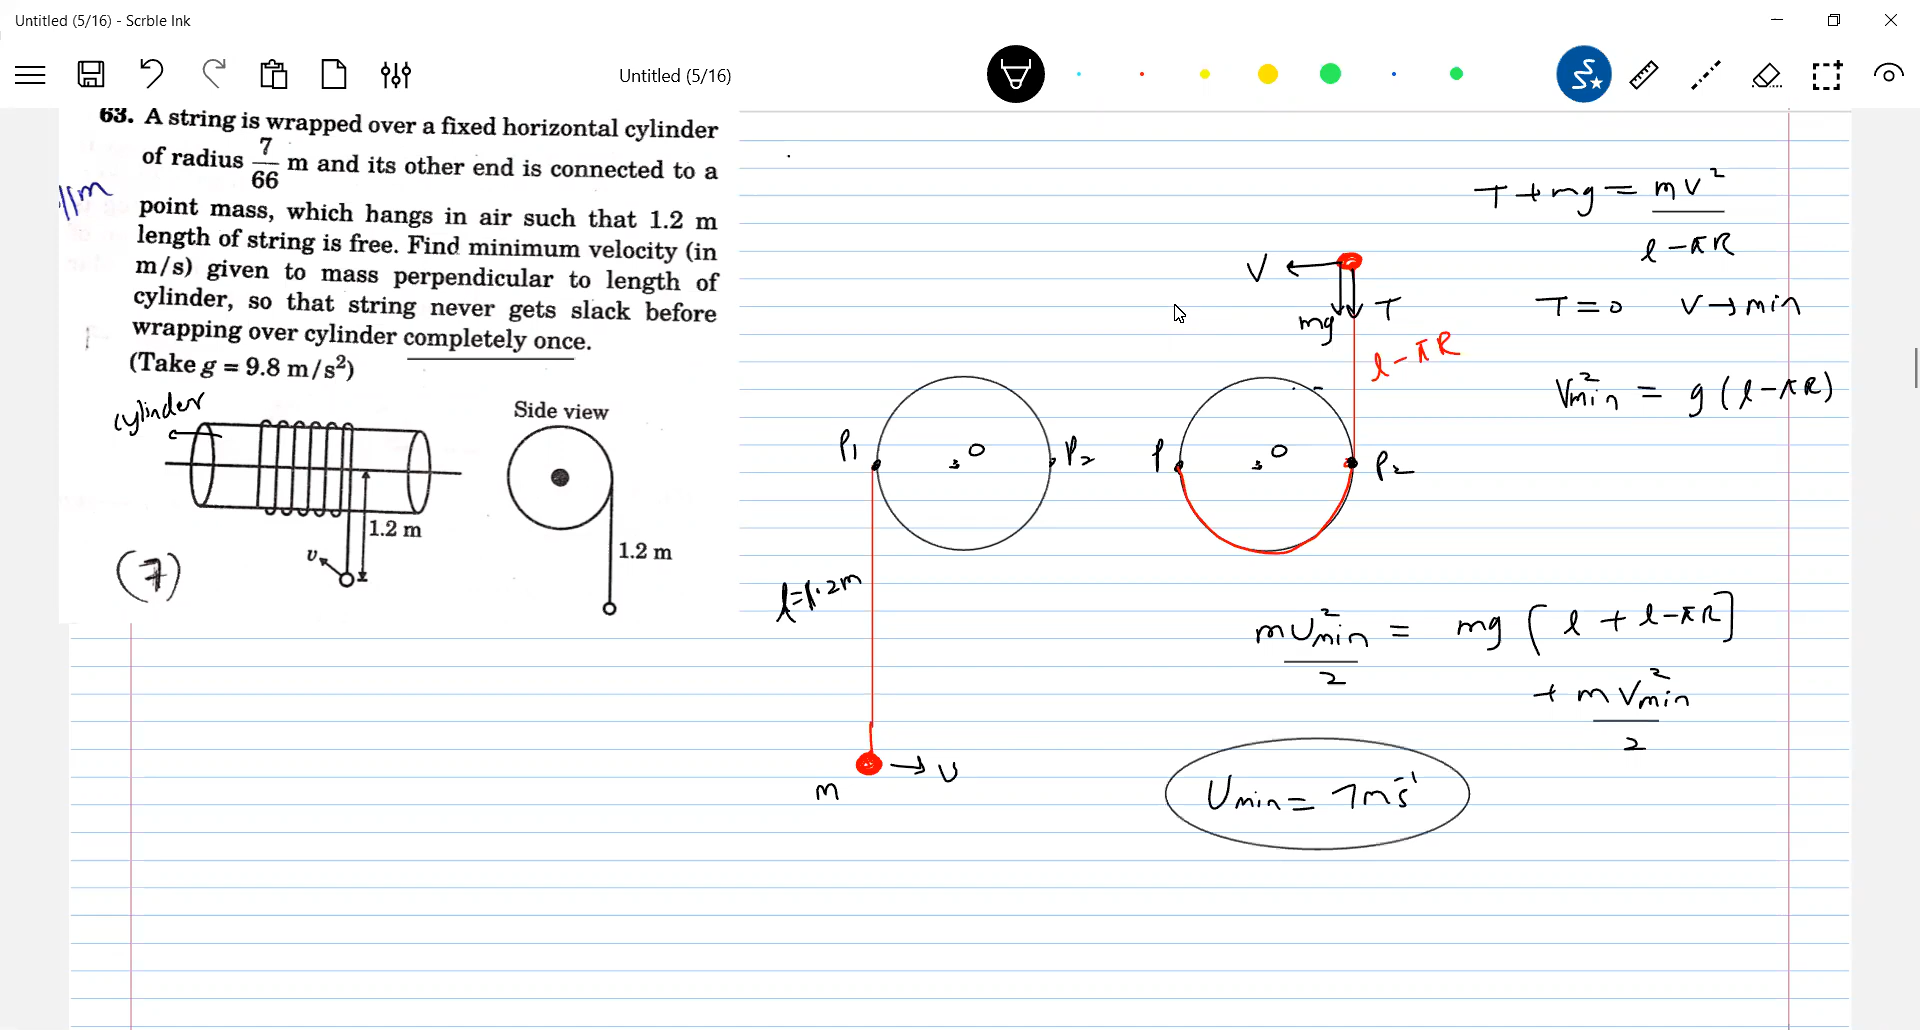 Untitled (5/16) - Scrble Ink
Untitled (5/16)
63. A string is wrapped over a fixed horizontal cylinder
of radius 7/66 m and its other end is connected to a
point mass, which hangs in air such that 1.2 m
length of string is free. Find minimum velocity (in
m/s) given to mass perpendicular to length of
cylinder, so that string never gets slack before
wrapping over cylinder completely once.
(Take g = 9.8 m/s²)
cylinder
Side view
1.2 m
v
1.2 m
(7)
P₁
O
P₂
l=1.2m
m
U
V
mg
T
l-πR
P
O
P₂
T + mg = mv²/l-πR
T=0 V→min
V²min = g(l-πR)
mU²min/2 = mg [l + l-πR]
+ mV²min/2
Umin = 7ms⁻¹